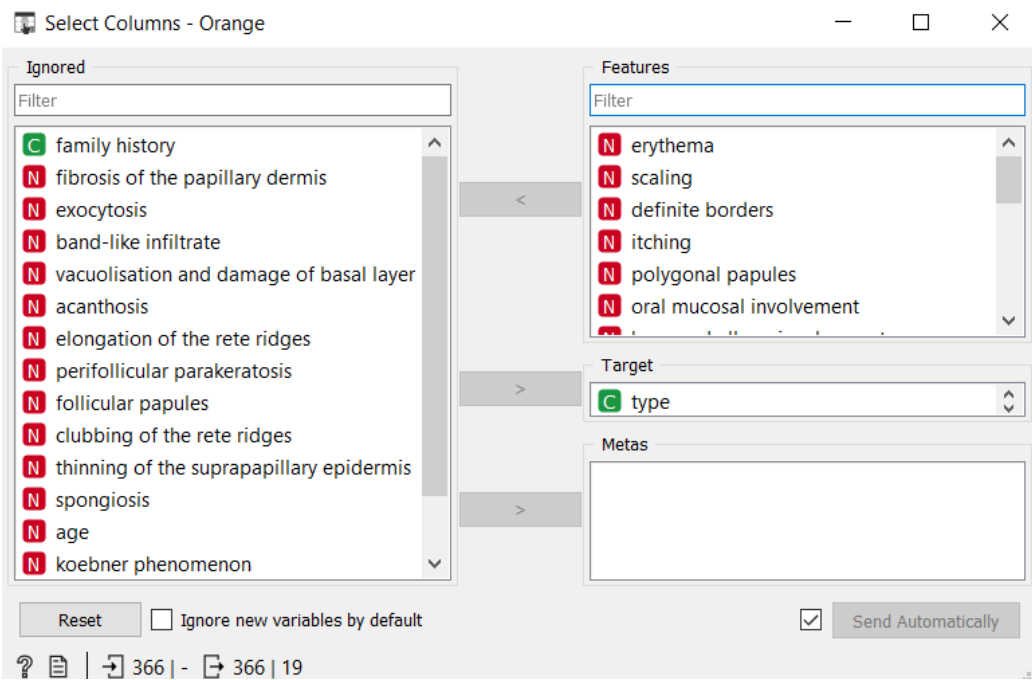 Select Columns - Orange
Ignored
Filter
C family history
N fibrosis of the papillary dermis
N exocytosis
N band-like infiltrate
N vacuolisation and damage of basal layer
N acanthosis
N elongation of the rete ridges
N perifollicular parakeratosis
N follicular papules
N clubbing of the rete ridges
N thinning of the suprapapillary epidermis
N spongiosis
N age
N koebner phenomenon
<
>
>
Features
Filter
N erythema
N scaling
N definite borders
N itching
N polygonal papules
N oral mucosal involvement
Target
C type
Metas
Reset
Ignore new variables by default
Send Automatically
? 366 | - 366 | 19